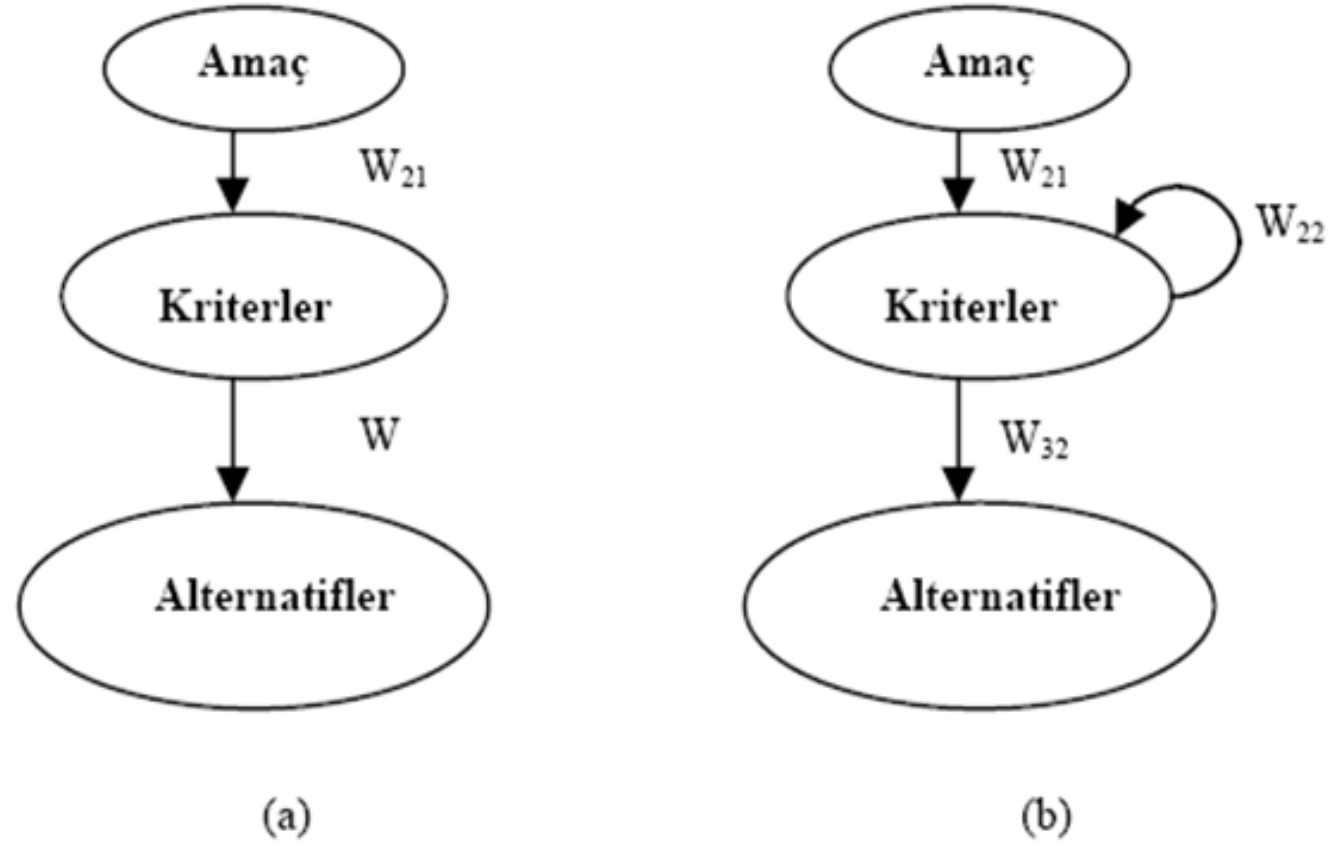 Amaç
W₂₁
Kriterler
W
Alternatifler
(a)
Amaç
W₂₁
W₂₂
Kriterler
W₃₂
Alternatifler
(b)